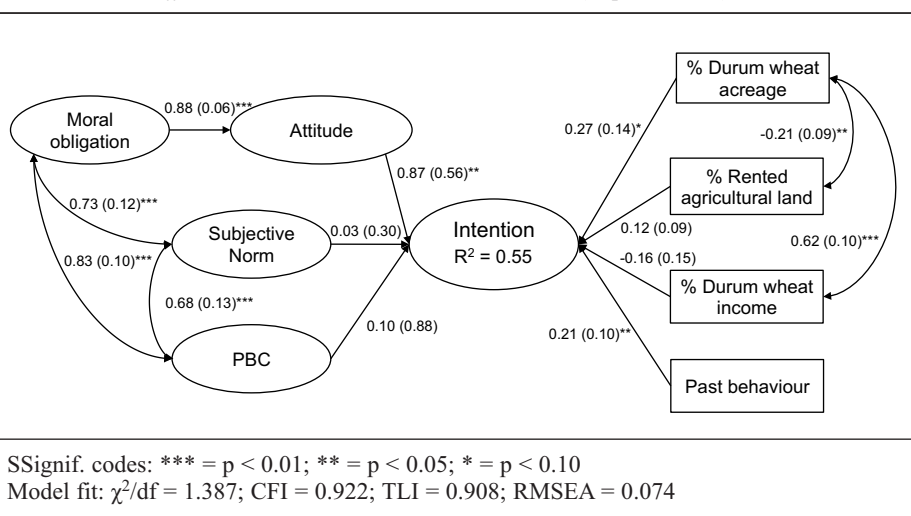 Moral
obligation
0.88 (0.06)***
Attitude
0.87 (0.56)**
0.73 (0.12)***
Subjective
Norm
0.03 (0.30)
0.83 (0.10)***
0.68 (0.13)***
PBC
0.10 (0.88)
Intention
R² = 0.55
% Durum wheat
acreage
0.27 (0.14)*
-0.21 (0.09)**
% Rented
agricultural land
0.12 (0.09)
0.62 (0.10)***
-0.16 (0.15)
% Durum wheat
income
0.21 (0.10)**
Past behaviour
SSignif. codes: *** = p < 0.01; ** = p < 0.05; * = p < 0.10
Model fit: χ²/df = 1.387; CFI = 0.922; TLI = 0.908; RMSEA = 0.074